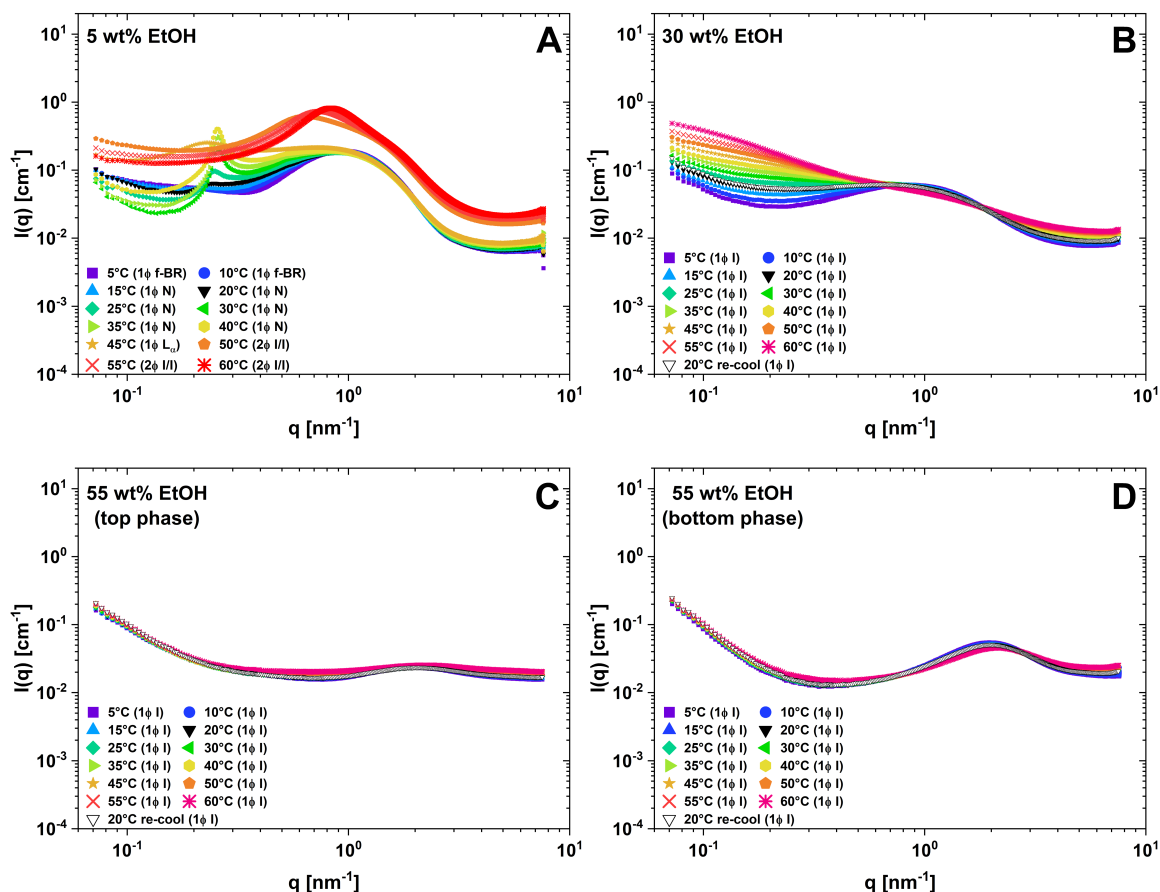 5 wt% EtOH
A
I(q) [cm⁻¹]
10¹
10⁰
10⁻¹
10⁻²
10⁻³
10⁻⁴
5°C (1ϕ f-BR) 10°C (1ϕ f-BR)
15°C (1ϕ N) 20°C (1ϕ N)
25°C (1ϕ N) 30°C (1ϕ N)
35°C (1ϕ N) 40°C (1ϕ N)
45°C (1ϕ Lα) 50°C (2ϕ I/I)
55°C (2ϕ I/I) 60°C (2ϕ I/I)
10⁻¹ 10⁰ 10¹
q [nm⁻¹]
30 wt% EtOH
B
I(q) [cm⁻¹]
10¹
10⁰
10⁻¹
10⁻²
10⁻³
10⁻⁴
5°C (1ϕ I) 10°C (1ϕ I)
15°C (1ϕ I) 20°C (1ϕ I)
25°C (1ϕ I) 30°C (1ϕ I)
35°C (1ϕ I) 40°C (1ϕ I)
45°C (1ϕ I) 50°C (1ϕ I)
55°C (1ϕ I) 60°C (1ϕ I)
20°C re-cool (1ϕ I)
10⁻¹ 10⁰ 10¹
q [nm⁻¹]
55 wt% EtOH
(top phase)
C
I(q) [cm⁻¹]
10¹
10⁰
10⁻¹
10⁻²
10⁻³
10⁻⁴
5°C (1ϕ I) 10°C (1ϕ I)
15°C (1ϕ I) 20°C (1ϕ I)
25°C (1ϕ I) 30°C (1ϕ I)
35°C (1ϕ I) 40°C (1ϕ I)
45°C (1ϕ I) 50°C (1ϕ I)
55°C (1ϕ I) 60°C (1ϕ I)
20°C re-cool (1ϕ I)
10⁻¹ 10⁰ 10¹
q [nm⁻¹]
55 wt% EtOH
(bottom phase)
D
I(q) [cm⁻¹]
10¹
10⁰
10⁻¹
10⁻²
10⁻³
10⁻⁴
5°C (1ϕ I) 10°C (1ϕ I)
15°C (1ϕ I) 20°C (1ϕ I)
25°C (1ϕ I) 30°C (1ϕ I)
35°C (1ϕ I) 40°C (1ϕ I)
45°C (1ϕ I) 50°C (1ϕ I)
55°C (1ϕ I) 60°C (1ϕ I)
20°C re-cool (1ϕ I)
10⁻¹ 10⁰ 10¹
q [nm⁻¹]